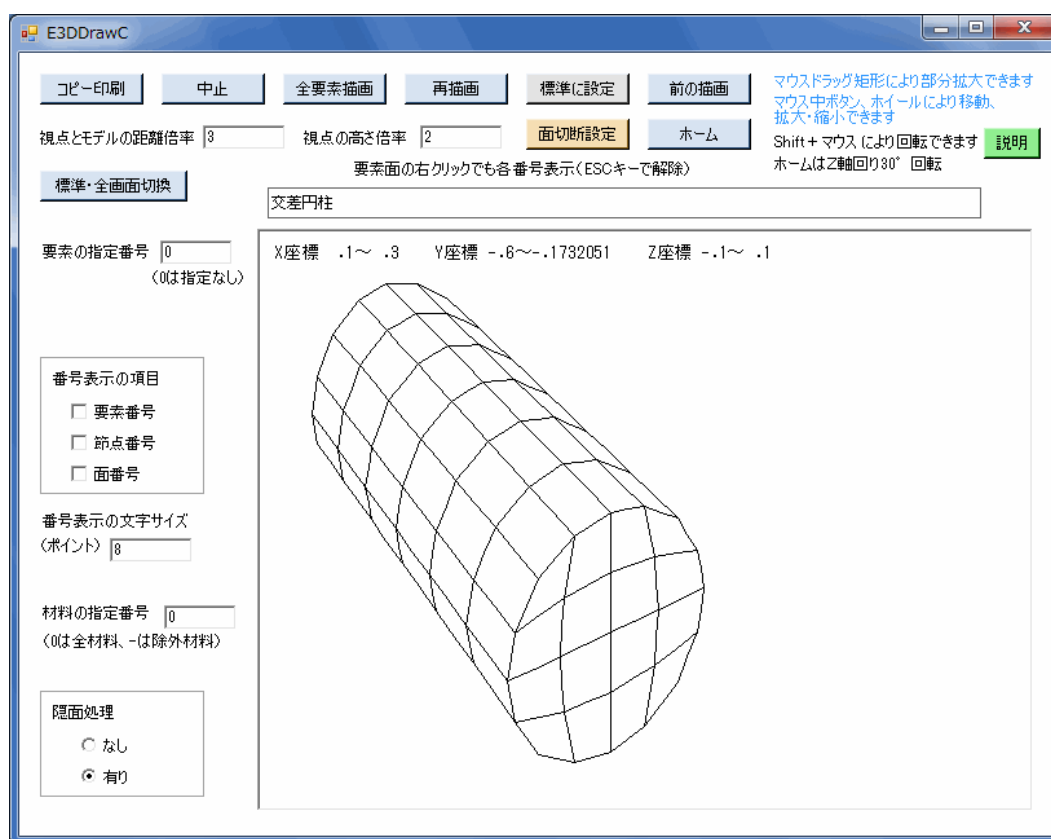 E3DDrawC
コピー印刷 中止 全要素描画 再描画 標準に設定 前の描画
マウスドラッグ矩形により部分拡大できます
マウス中ボタン、ホイールにより移動、
拡大・縮小できます
視点とモデルの距離倍率 3 視点の高さ倍率 2 面切断設定 ホーム
Shift+マウス により回転できます 説明
ホームはZ軸回り30° 回転
要素面の右クリックでも各番号表示(ESCキーで解除)
標準・全画面切換
交差円柱
要素の指定番号 0
(0は指定なし)
X座標 .1～ .3 Y座標 -.6～-.1732051 Z座標 -.1～ .1
番号表示の項目
要素番号
節点番号
面番号
番号表示の文字サイズ
(ポイント) 8
材料の指定番号 0
(0は全材料、-は除外材料)
隠面処理
なし
有り